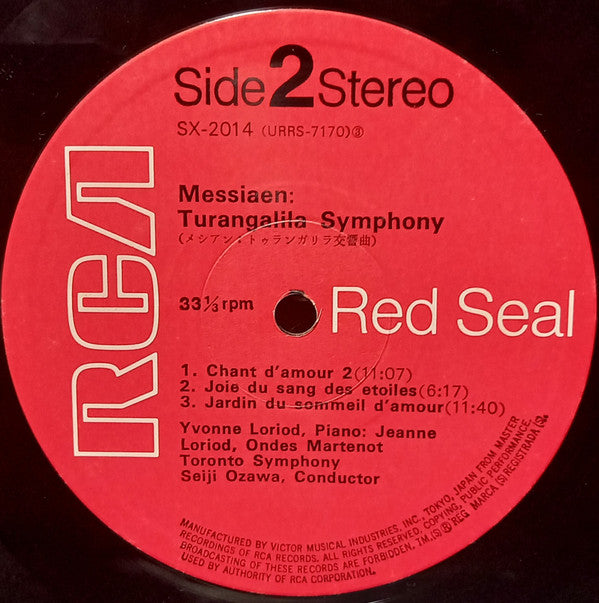 Side 2 Stereo
SX-2014 (URRS-7170)③
RCA
Messiaen:
Turangalila Symphony
(メシアン：トゥランガリラ交響曲)
33⅓ rpm
Red Seal
1. Chant d'amour 2(11:07)
2. Joie du sang des etoiles(6:17)
3. Jardin du sommeil d'amour(11:40)
Yvonne Loriod, Piano: Jeanne
Loriod, Ondes Martenot
Toronto Symphony
Seiji Ozawa, Conductor
MANUFACTURED BY VICTOR MUSICAL INDUSTRIES, INC., TOKYO, JAPAN FROM MASTER
RECORDINGS OF RCA RECORDS. ALL RIGHTS RESERVED. COPYING, PUBLIC PERFORMANCE,
BROADCASTING OF THESE RECORDS ARE FORBIDDEN. TM.(S)® REG MARCA (S) REGISTRADA (S).
USED BY AUTHORITY OF RCA CORPORATION.